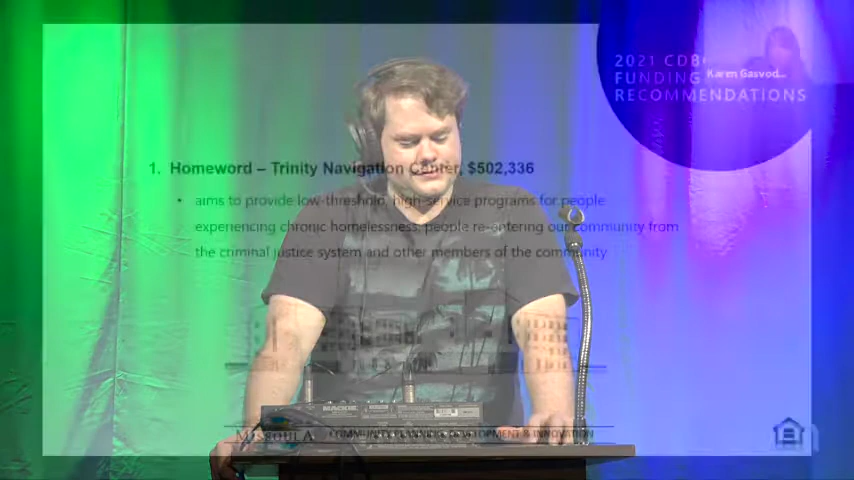 2021 CDB
FUNDING
RECOMMENDATIONS
Karen Gasvod...
1. Homeword – Trinity Navigation Center, $502,336
• aims to provide low-threshold, high-service programs for people
experiencing chronic homelessness, people re-entering our community from
the criminal justice system and other members of the community
MACKIE
MISSOULA
COMMUNITY PLANNING, DEVELOPMENT & INNOVATION